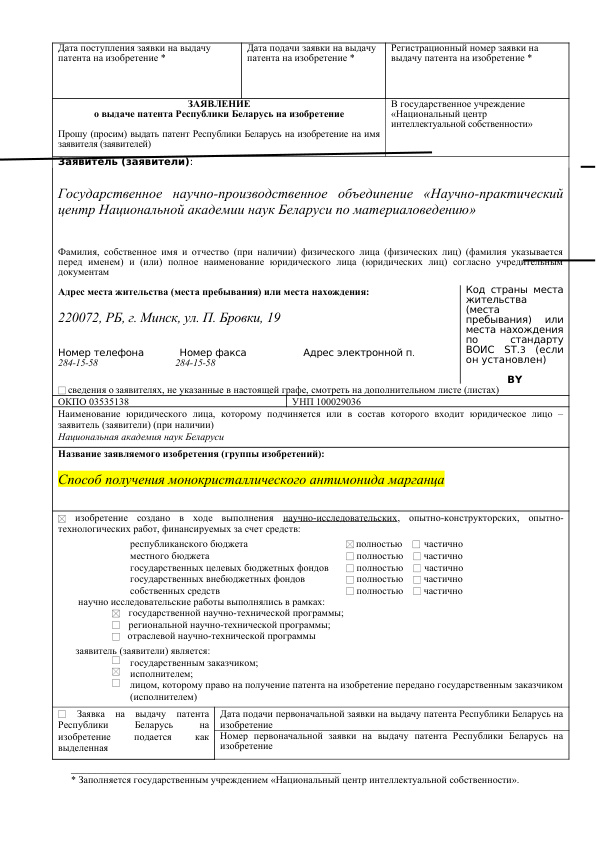 Дата поступления заявки на выдачу
патента на изобретение *
Дата подачи заявки на выдачу
патента на изобретение *
Регистрационный номер заявки на
выдачу патента на изобретение *
ЗАЯВЛЕНИЕ
о выдаче патента Республики Беларусь на изобретение
Прошу (просим) выдать патент Республики Беларусь на изобретение на имя
заявителя (заявителей)
В государственное учреждение
«Национальный центр
интеллектуальной собственности»
Заявитель (заявители):
Государственное научно-производственное объединение «Научно-практический
центр Национальной академии наук Беларуси по материаловедению»
Фамилия, собственное имя и отчество (при наличии) физического лица (физических лиц) (фамилия указывается
перед именем) и (или) полное наименование юридического лица (юридических лиц) согласно учредительным
документам
Адрес места жительства (места пребывания) или места нахождения:
220072, РБ, г. Минск, ул. П. Бровки, 19
Номер телефона Номер факса Адрес электронной п.
284-15-58 284-15-58
Код страны места
жительства
(места
пребывания) или
места нахождения
по стандарту
ВОИС ST.3 (если
он установлен)
BY
сведения о заявителях, не указанные в настоящей графе, смотреть на дополнительном листе (листах)
ОКПО 03535138 УНП 100029036
Наименование юридического лица, которому подчиняется или в состав которого входит юридическое лицо –
заявитель (заявители) (при наличии)
Национальная академия наук Беларуси
Название заявляемого изобретения (группы изобретений):
Способ получения монокристаллического антимонида марганца
изобретение создано в ходе выполнения научно-исследовательских, опытно-конструкторских, опытно-
технологических работ, финансируемых за счет средств:
республиканского бюджета полностью частично
местного бюджета полностью частично
государственных целевых бюджетных фондов полностью частично
государственных внебюджетных фондов полностью частично
собственных средств полностью частично
научно исследовательские работы выполнялись в рамках:
государственной научно-технической программы;
региональной научно-технической программы;
отраслевой научно-технической программы
заявитель (заявители) является:
государственным заказчиком;
исполнителем;
лицом, которому право на получение патента на изобретение передано государственным заказчиком
(исполнителем)
Заявка на выдачу патента
Республики Беларусь на
изобретение подается как
выделенная
Дата подачи первоначальной заявки на выдачу патента Республики Беларусь на
изобретение
Номер первоначальной заявки на выдачу патента Республики Беларусь на
изобретение
* Заполняется государственным учреждением «Национальный центр интеллектуальной собственности».